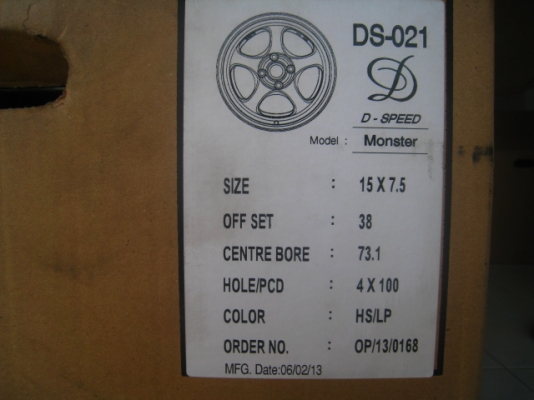 DS-021
D
D - SPEED
Model : Monster
SIZE : 15 X 7.5
OFF SET : 38
CENTRE BORE : 73.1
HOLE/PCD : 4 X 100
COLOR : HS/LP
ORDER NO. : OP/13/0168
MFG. Date:06/02/13